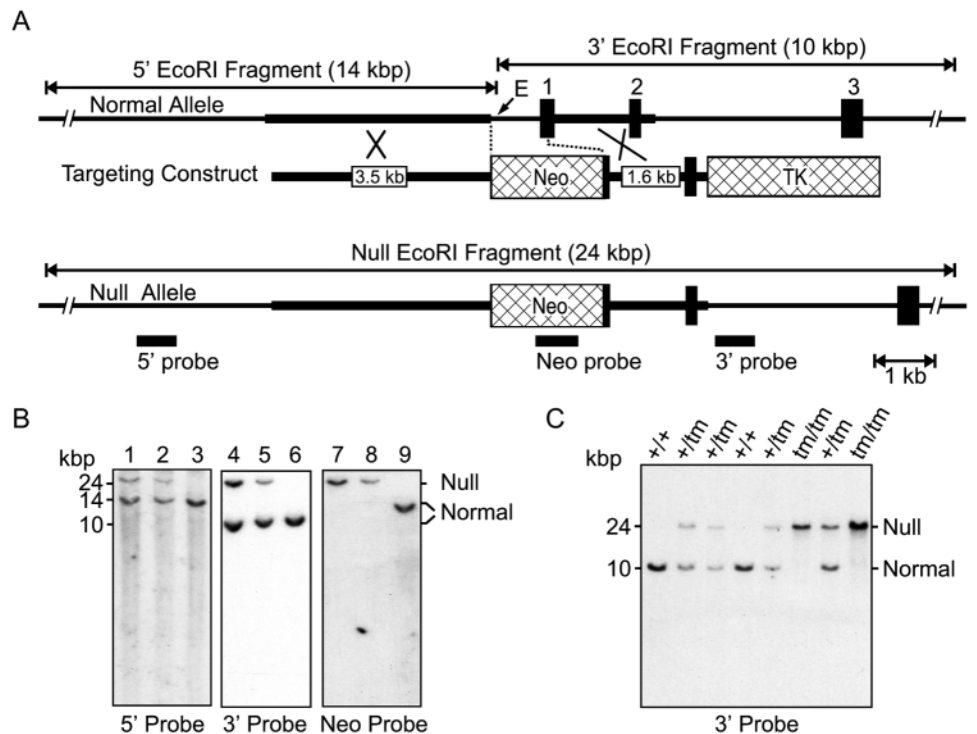 A
3’ EcoRI Fragment (10 kbp)
5’ EcoRI Fragment (14 kbp)
Normal Allele
E
1
2
3
Targeting Construct
3.5 kb
Neo
1.6 kb
TK
Null EcoRI Fragment (24 kbp)
Null Allele
Neo
5’ probe
Neo probe
3’ probe
1 kb
B
kbp
1 2 3
4 5 6
7 8 9
24
14
10
Null
Normal
5’ Probe
3’ Probe
Neo Probe
C
kbp
+/+ +/tm +/tm +/+ +/tm tm/tm +/tm tm/tm
24
Null
10
Normal
3’ Probe